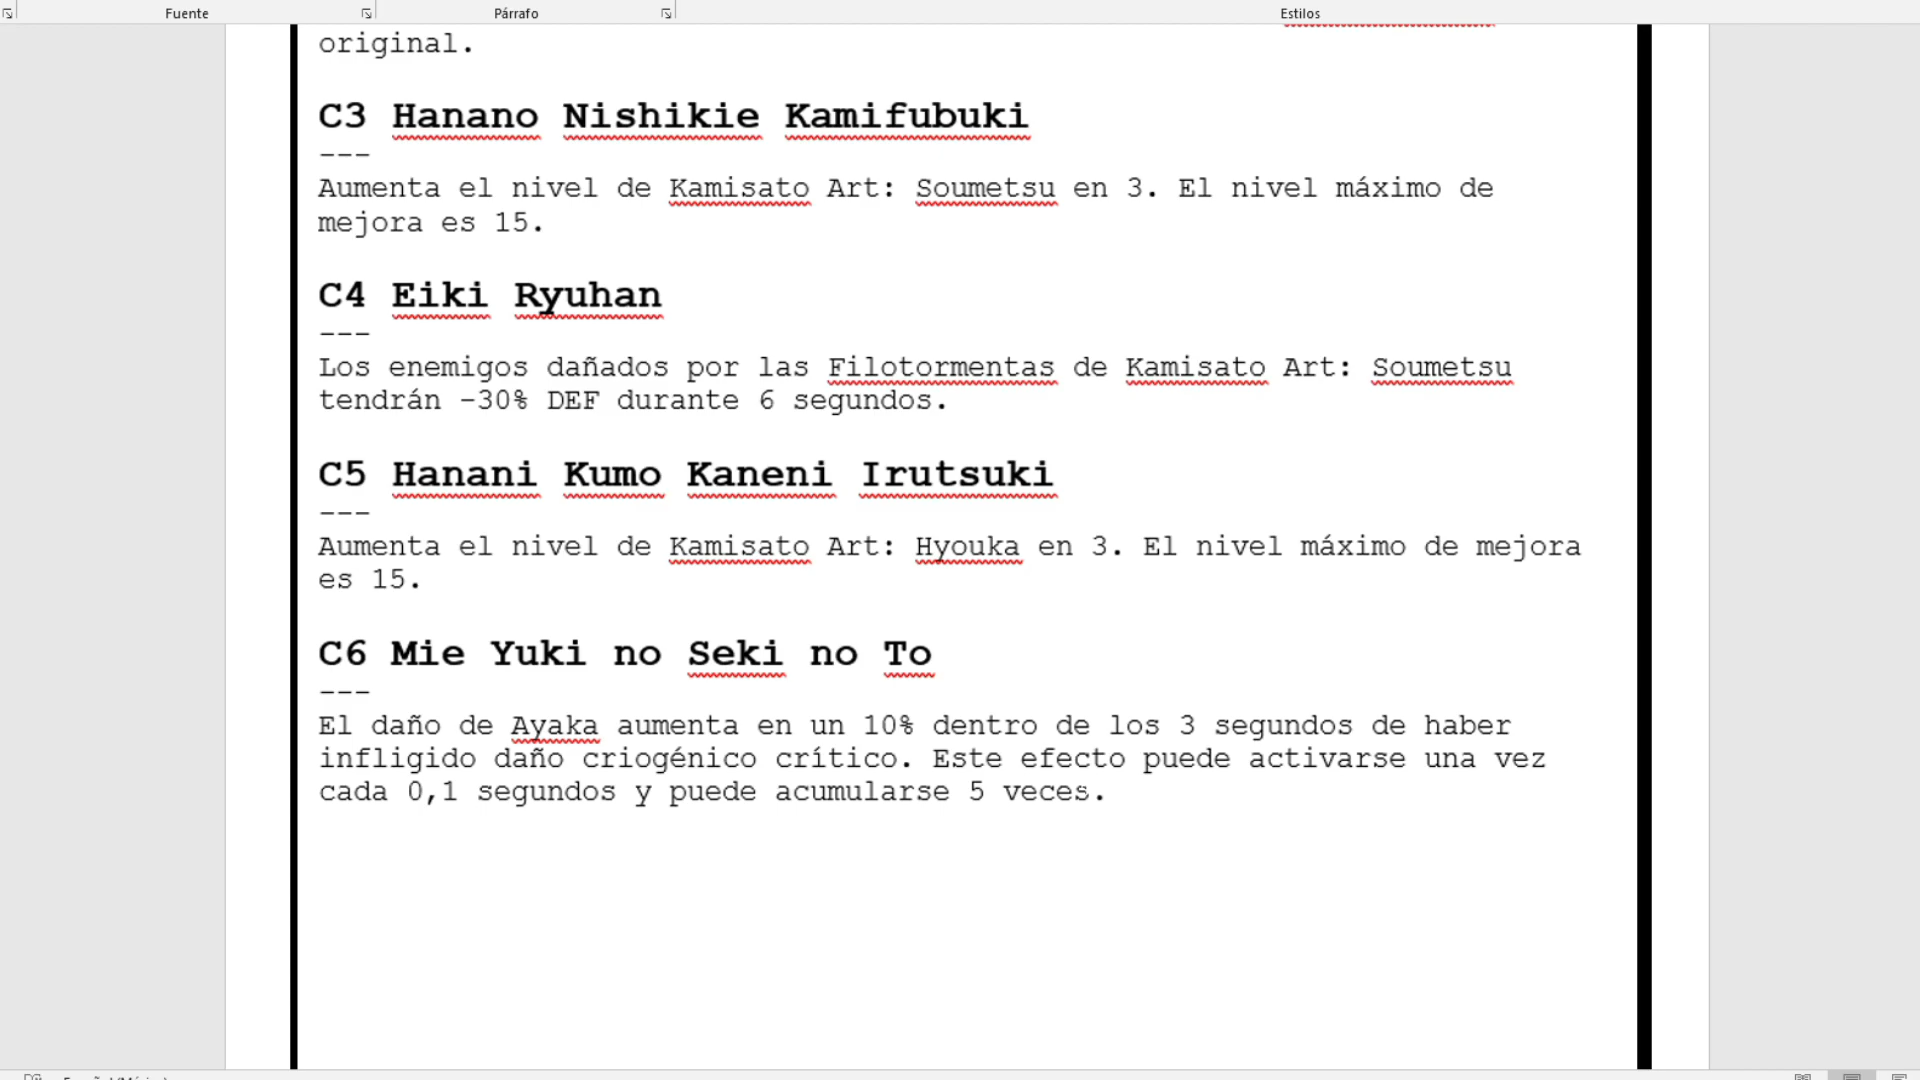 Fuente Párrafo Estilos
original.
C3 Hanano Nishikie Kamifubuki
---
Aumenta el nivel de Kamisato Art: Soumetsu en 3. El nivel máximo de
mejora es 15.
C4 Eiki Ryuhan
---
Los enemigos dañados por las Filotormentas de Kamisato Art: Soumetsu
tendrán -30% DEF durante 6 segundos.
C5 Hanani Kumo Kaneni Irutsuki
---
Aumenta el nivel de Kamisato Art: Hyouka en 3. El nivel máximo de mejora
es 15.
C6 Mie Yuki no Seki no To
---
El daño de Ayaka aumenta en un 10% dentro de los 3 segundos de haber
infligido daño criogénico crítico. Este efecto puede activarse una vez
cada 0,1 segundos y puede acumularse 5 veces.